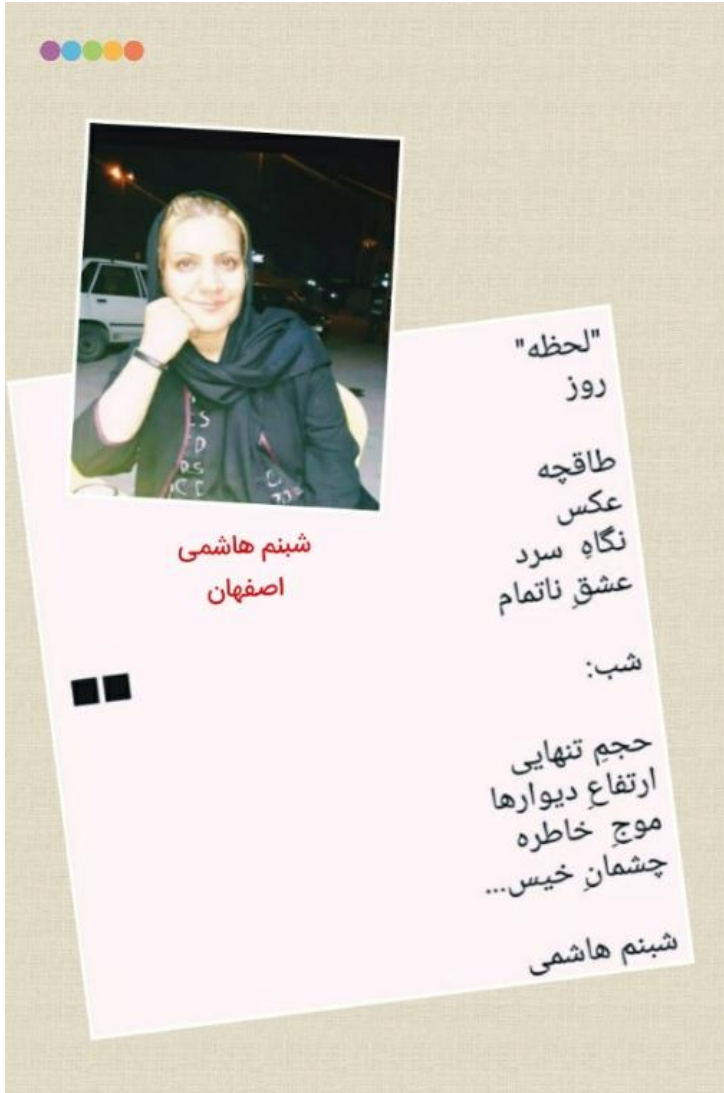 "لحظه"
روز
طاقچه
عکس
نگاهِ سرد
عشقِ ناتمام
شب:
حجمِ تنهایی
ارتفاعِ دیوارها
موجِ خاطره
چشمانِ خیس...
شبنم هاشمی
شبنم هاشمی
اصفهان